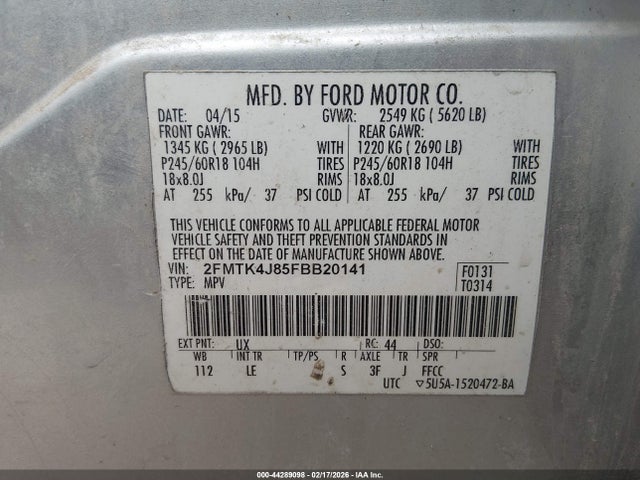 MFD. BY FORD MOTOR CO.
DATE: 04/15 GVWR: 2549 KG ( 5620 LB)
FRONT GAWR: REAR GAWR:
1345 KG ( 2965 LB) WITH 1220 KG ( 2690 LB) WITH
P245/60R18 104H TIRES P245/60R18 104H TIRES
18x8.0J RIMS 18x8.0J RIMS
AT 255 kPa/ 37 PSI COLD AT 255 kPa/ 37 PSI COLD
THIS VEHICLE CONFORMS TO ALL APPLICABLE FEDERAL MOTOR
VEHICLE SAFETY AND THEFT PREVENTION STANDARDS IN
EFFECT ON THE DATE OF MANUFACTURE SHOWN ABOVE.
VIN: 2FMTK4J85FBB20141 F0131
TYPE: MPV T0314
EXT PNT: UX RC: 44 DSO:
WB INT TR TP/PS R AXLE TR SPR
112 LE S 3F J FFCC
UTC ▽5U5A-1520472-BA
000-44289098 - 02/17/2026 - IAA Inc.